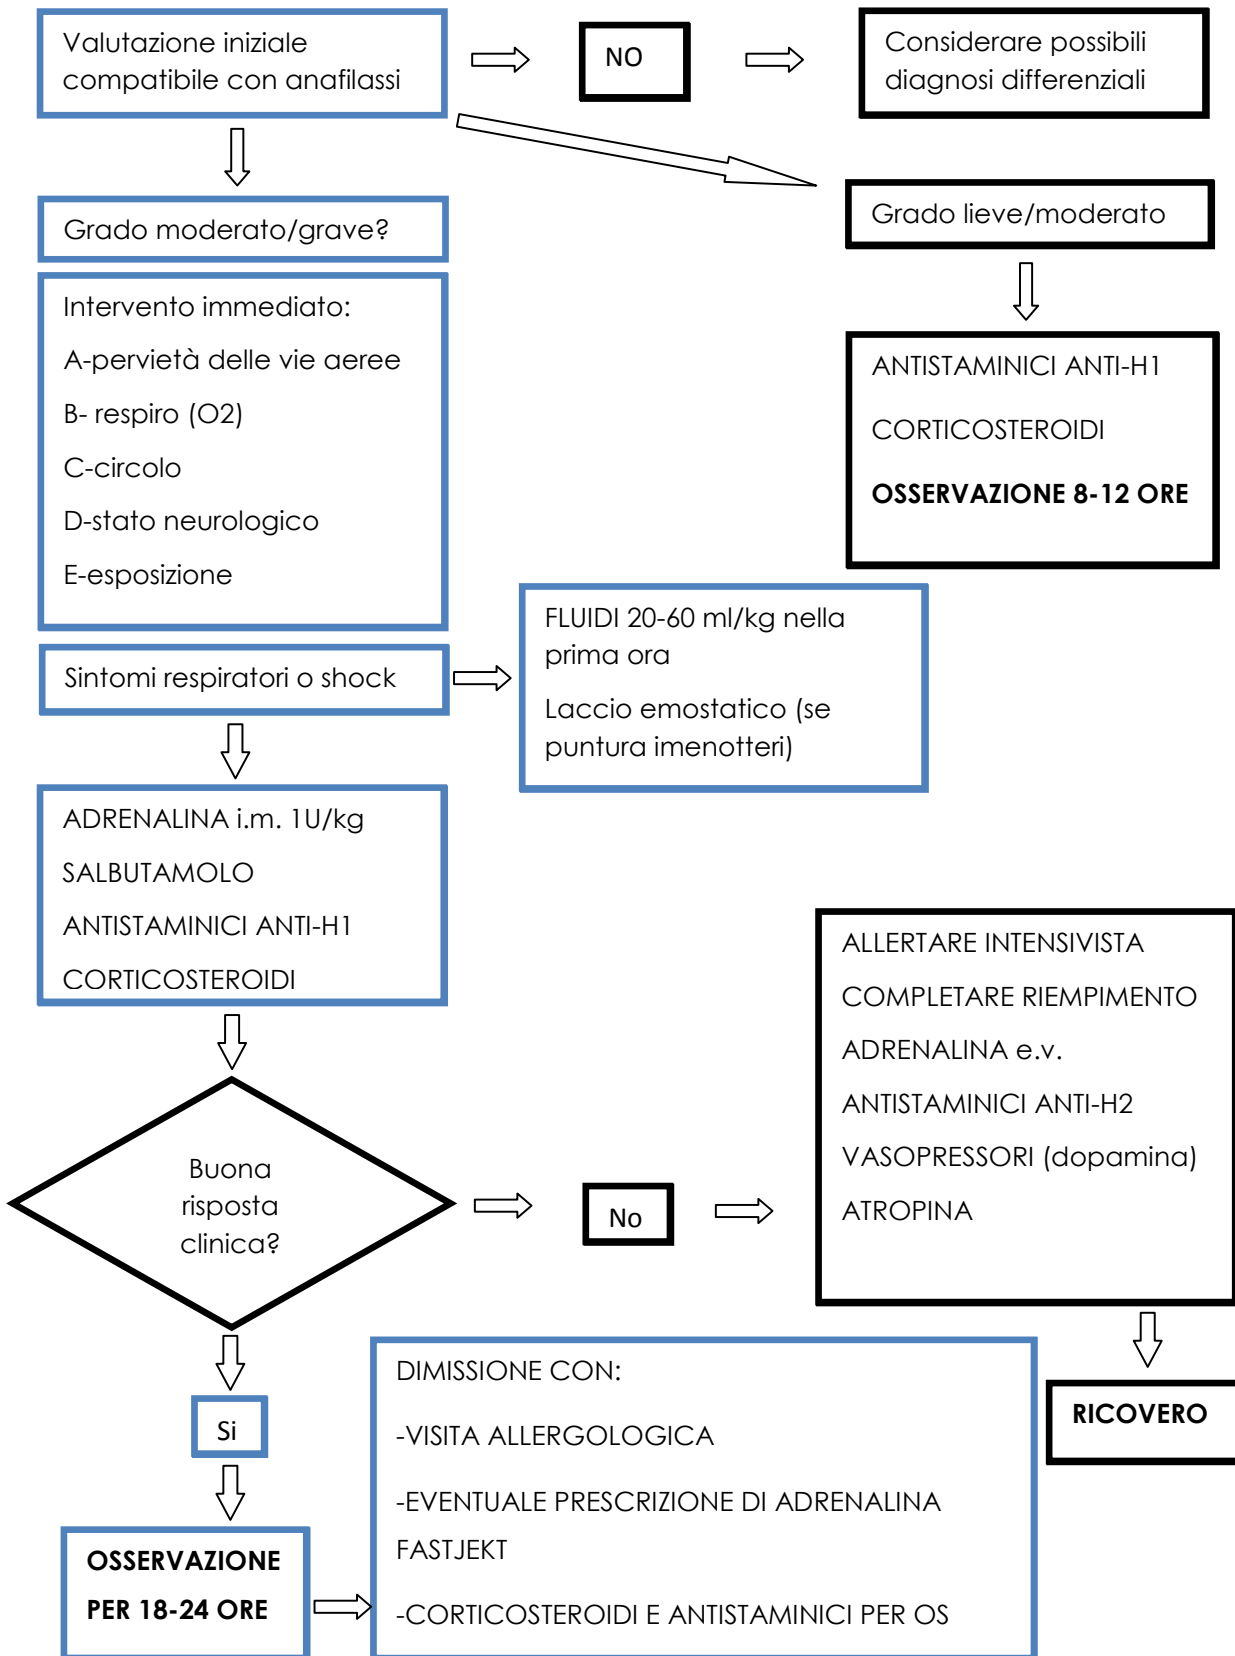 Valutazione iniziale
compatibile con anafilassi
NO
Considerare possibili
diagnosi differenziali
Grado moderato/grave?
Grado lieve/moderato
Intervento immediato:
A-pervietà delle vie aeree
B- respiro (O2)
C-circolo
D-stato neurologico
E-esposizione
ANTISTAMINICI ANTI-H1
CORTICOSTEROIDI
OSSERVAZIONE 8-12 ORE
Sintomi respiratori o shock
FLUIDI 20-60 ml/kg nella
prima ora
Laccio emostatico (se
puntura imenotteri)
ADRENALINA i.m. 1U/kg
SALBUTAMOLO
ANTISTAMINICI ANTI-H1
CORTICOSTEROIDI
Buona
risposta
clinica?
No
ALLERTARE INTENSIVISTA
COMPLETARE RIEMPIMENTO
ADRENALINA e.v.
ANTISTAMINICI ANTI-H2
VASOPRESSORI (dopamina)
ATROPINA
RICOVERO
Si
OSSERVAZIONE
PER 18-24 ORE
DIMISSIONE CON:
-VISITA ALLERGOLOGICA
-EVENTUALE PRESCRIZIONE DI ADRENALINA
FASTJEKT
-CORTICOSTEROIDI E ANTISTAMINICI PER OS